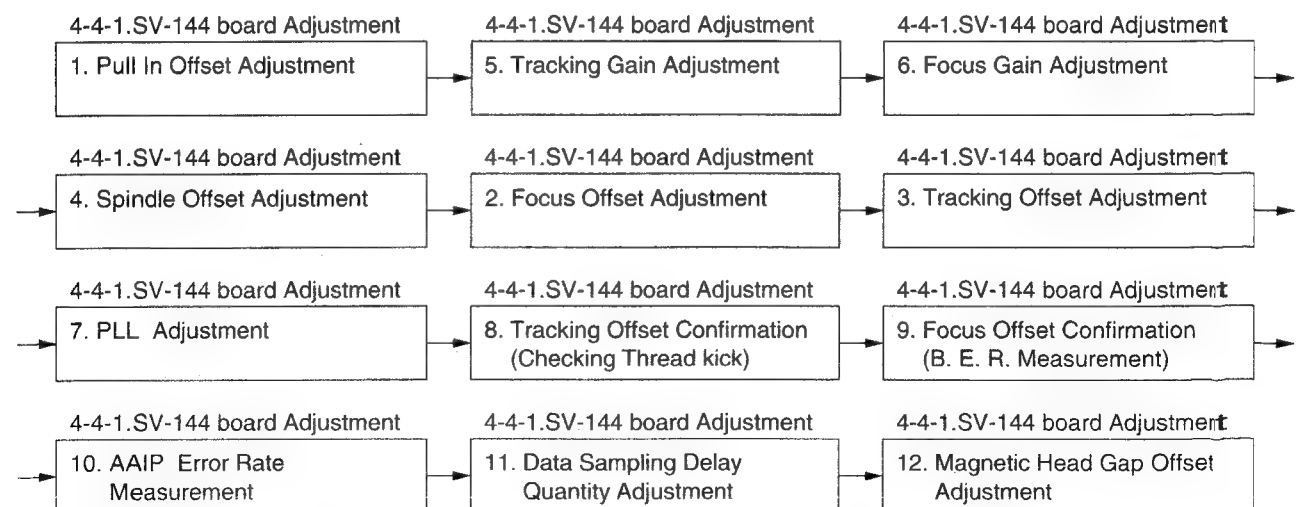 4-4-1.SV-144 board Adjustment
1. Pull In Offset Adjustment
4-4-1.SV-144 board Adjustment
5. Tracking Gain Adjustment
4-4-1.SV-144 board Adjustment
6. Focus Gain Adjustment
4-4-1.SV-144 board Adjustment
4. Spindle Offset Adjustment
4-4-1.SV-144 board Adjustment
2. Focus Offset Adjustment
4-4-1.SV-144 board Adjustment
3. Tracking Offset Adjustment
4-4-1.SV-144 board Adjustment
7. PLL Adjustment
4-4-1.SV-144 board Adjustment
8. Tracking Offset Confirmation
(Checking Thread kick)
4-4-1.SV-144 board Adjustment
9. Focus Offset Confirmation
(B. E. R. Measurement)
4-4-1.SV-144 board Adjustment
10. AAIP Error Rate
Measurement
4-4-1.SV-144 board Adjustment
11. Data Sampling Delay
Quantity Adjustment
4-4-1.SV-144 board Adjustment
12. Magnetic Head Gap Offset
Adjustment